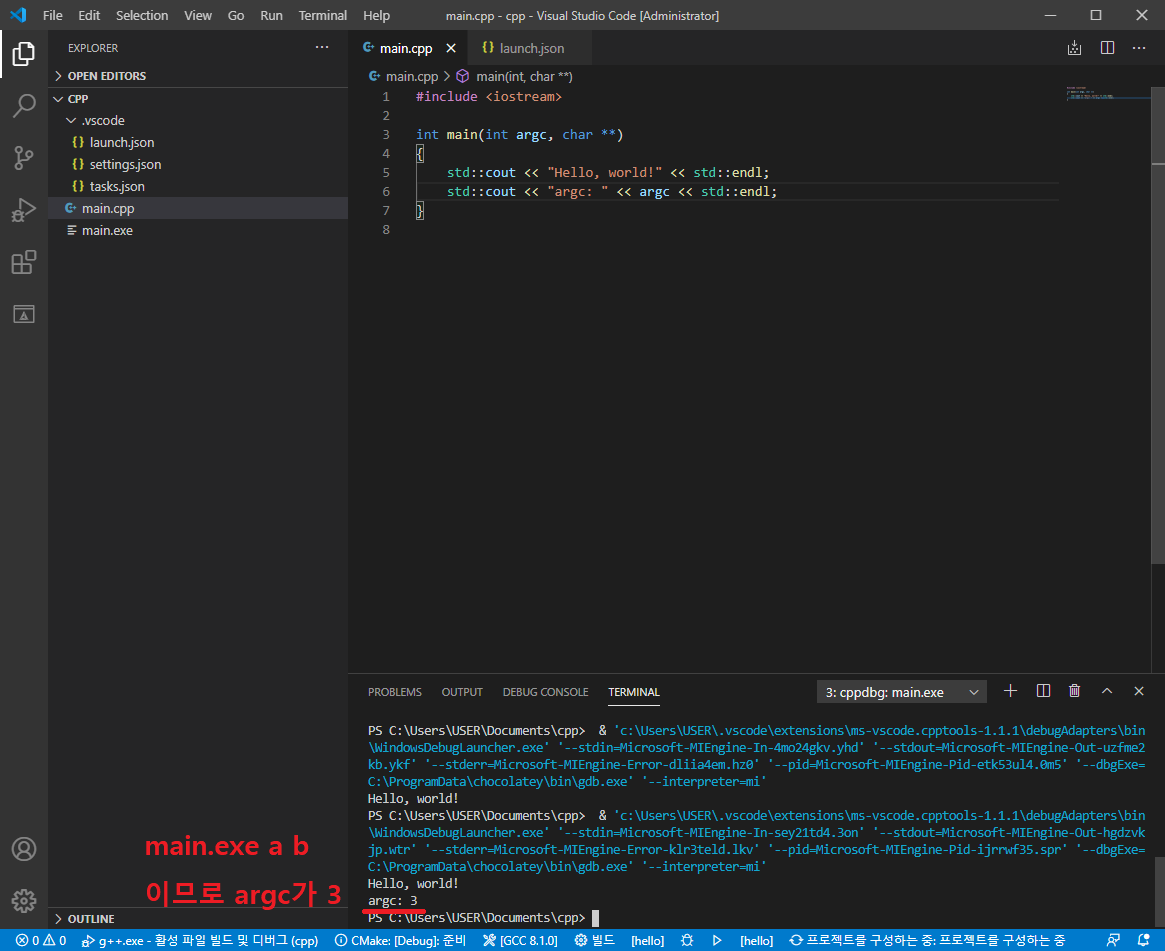 File Edit Selection View Go Run Terminal Help main.cpp - cpp - Visual Studio Code [Administrator]
EXPLORER
OPEN EDITORS
CPP
.vscode
launch.json
settings.json
tasks.json
main.cpp
main.exe
main.exe a b
이므로 argc가 3
OUTLINE
main.cpp launch.json
main.cpp > main(int, char **)
1 #include <iostream>
2
3 int main(int argc, char **)
4 {
5 std::cout << "Hello, world!" << std::endl;
6 std::cout << "argc: " << argc << std::endl;
7 }
8
PROBLEMS OUTPUT DEBUG CONSOLE TERMINAL 3: cppdbg: main.exe
PS C:\Users\USER\Documents\cpp> & 'c:\Users\USER\.vscode\extensions\ms-vscode.cpptools-1.1.1\debugAdapters\bin
\WindowsDebugLauncher.exe' '--stdin=Microsoft-MIEngine-In-4mo24gkv.yhd' '--stdout=Microsoft-MIEngine-Out-uzfme2
kb.ykf' '--stderr=Microsoft-MIEngine-Error-dliia4em.hz0' '--pid=Microsoft-MIEngine-Pid-etk53ul4.0m5' '--dbgExe=
C:\ProgramData\chocolatey\bin\gdb.exe' '--interpreter=mi'
Hello, world!
PS C:\Users\USER\Documents\cpp> & 'c:\Users\USER\.vscode\extensions\ms-vscode.cpptools-1.1.1\debugAdapters\bin
\WindowsDebugLauncher.exe' '--stdin=Microsoft-MIEngine-In-sey21td4.3on' '--stdout=Microsoft-MIEngine-Out-hgdzvk
jp.wtr' '--stderr=Microsoft-MIEngine-Error-klr3teld.lkv' '--pid=Microsoft-MIEngine-Pid-ijrrwf35.spr' '--dbgExe=
C:\ProgramData\chocolatey\bin\gdb.exe' '--interpreter=mi'
Hello, world!
argc: 3
PS C:\Users\USER\Documents\cpp>
0 0 g++.exe - 활성 파일 빌드 및 디버그 (cpp) CMake: [Debug]: 준비 [GCC 8.1.0] 빌드 [hello] [hello] 프로젝트를 구성하는 중: 프로젝트를 구성하는 중